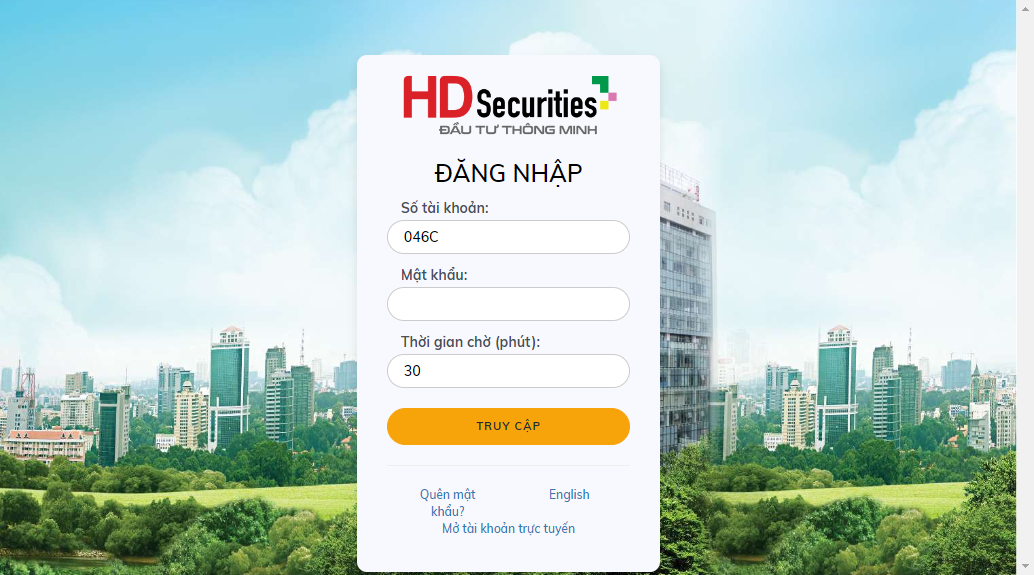 HD Securities
ĐẦU TƯ THÔNG MINH
ĐĂNG NHẬP
Số tài khoản:
046C
Mật khẩu:
Thời gian chờ (phút):
30
TRUY CẬP
Quên mật
khẩu?
English
Mở tài khoản trực tuyến